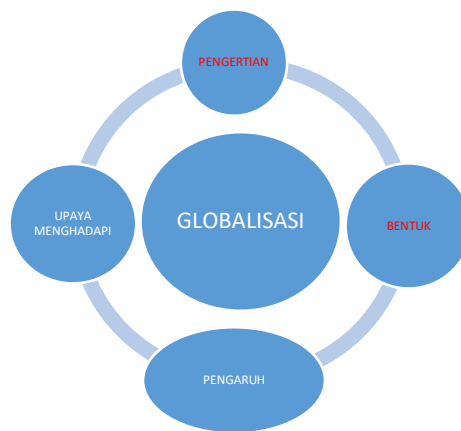 PENGERTIAN
UPAYA
MENGHADAPI
GLOBALISASI
BENTUK
PENGARUH